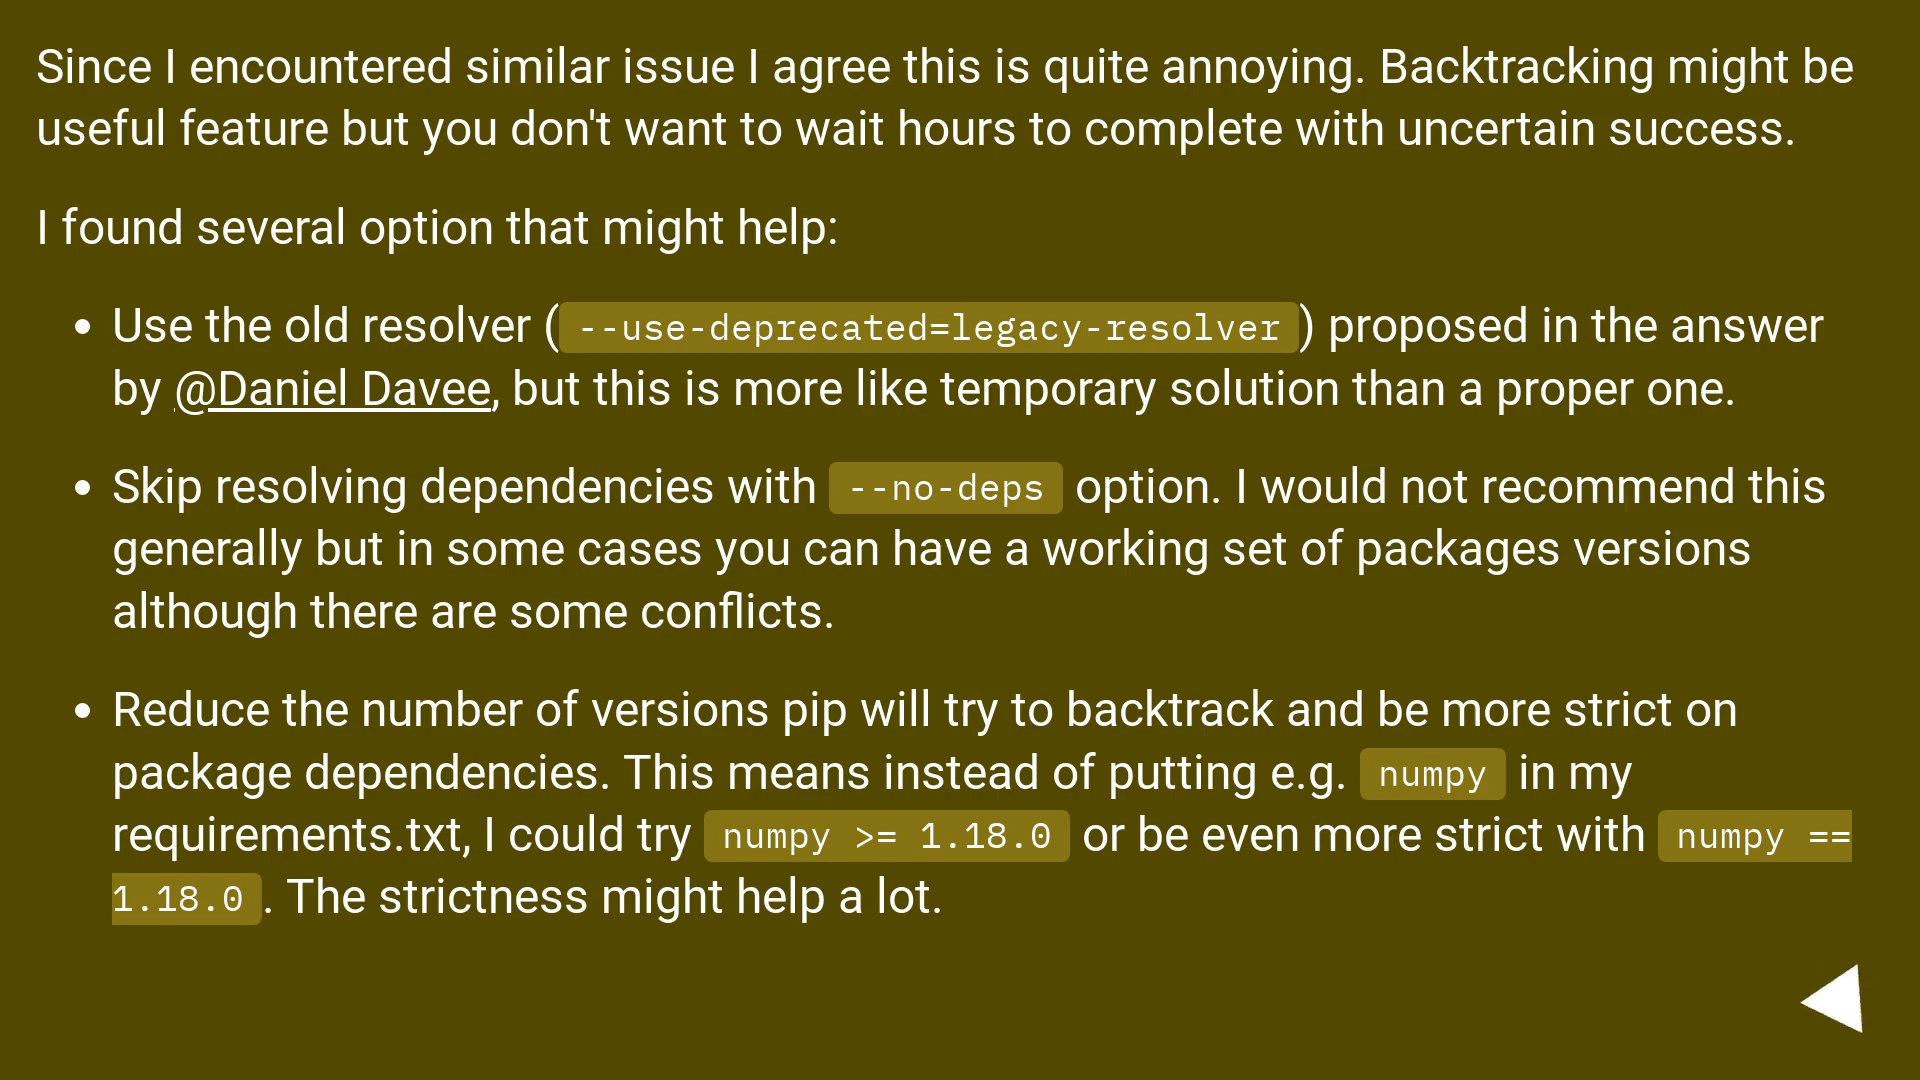 Since I encountered similar issue I agree this is quite annoying. Backtracking might be
useful feature but you don't want to wait hours to complete with uncertain success.
I found several option that might help:
• Use the old resolver (--use-deprecated=legacy-resolver) proposed in the answer
by @Daniel Davee, but this is more like temporary solution than a proper one.
• Skip resolving dependencies with --no-deps option. I would not recommend this
generally but in some cases you can have a working set of packages versions
although there are some conflicts.
• Reduce the number of versions pip will try to backtrack and be more strict on
package dependencies. This means instead of putting e.g. numpy in my
requirements.txt, I could try numpy >= 1.18.0 or be even more strict with numpy ==
1.18.0. The strictness might help a lot.